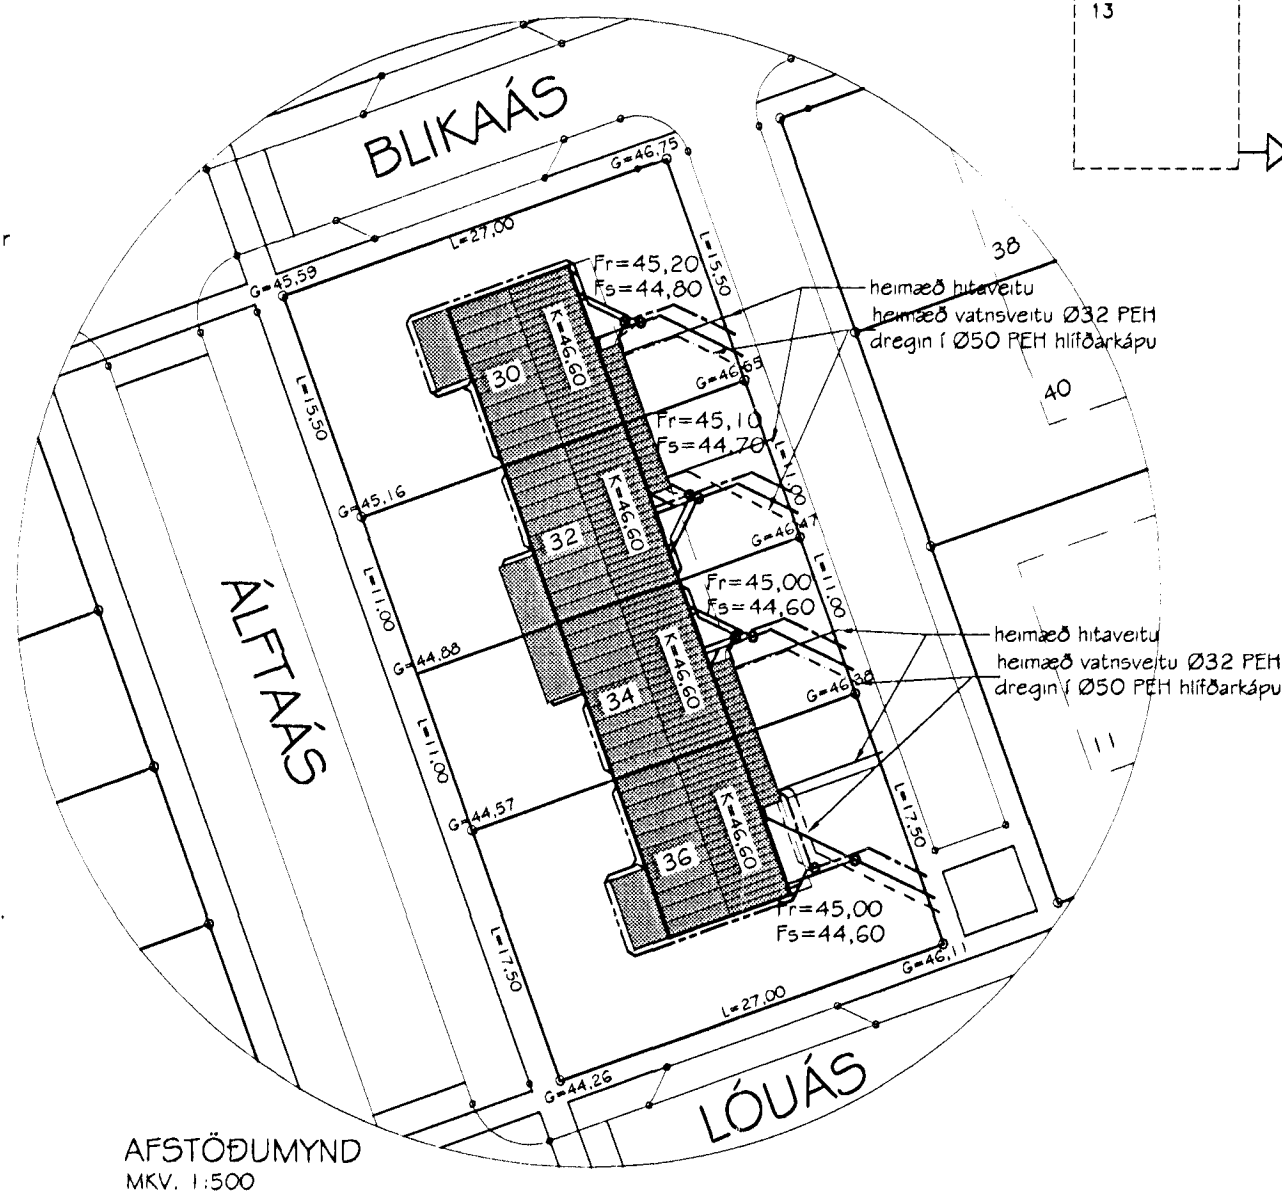 13
BLIKAÁS
G=46,75
r
L=27,00
38
G=45,59
Fr=45,20
Fs=44,80
L=15,50
heimæð hitaveitu
heimæð vatnsveitu Ø32 PEH
dregin í Ø50 PEH hlífðarkápu
K=46,60
30
G=46,65
40
L=15,50
Fr=45,10
Fs=44,70
L=11,00
G=45,16
K=46,60
32
G=46,47
ÁLFTAÁS
L=11,00
Fr=45,00
Fs=44,60
L=11,00
heimæð hitaveitu
heimæð vatnsveitu Ø32 PEH
dregin í Ø50 PEH hlífðarkápu
G=44,88
K=46,60
34
G=46,38
11
L=11,00
G=44,57
K=46,60
L=17,50
36
Fr=45,00
Fs=44,60
L=17,50
G=46,11
L=27,00
G=44,26
LÓUÁS
AFSTÖÐUMYND
MKV. 1:500